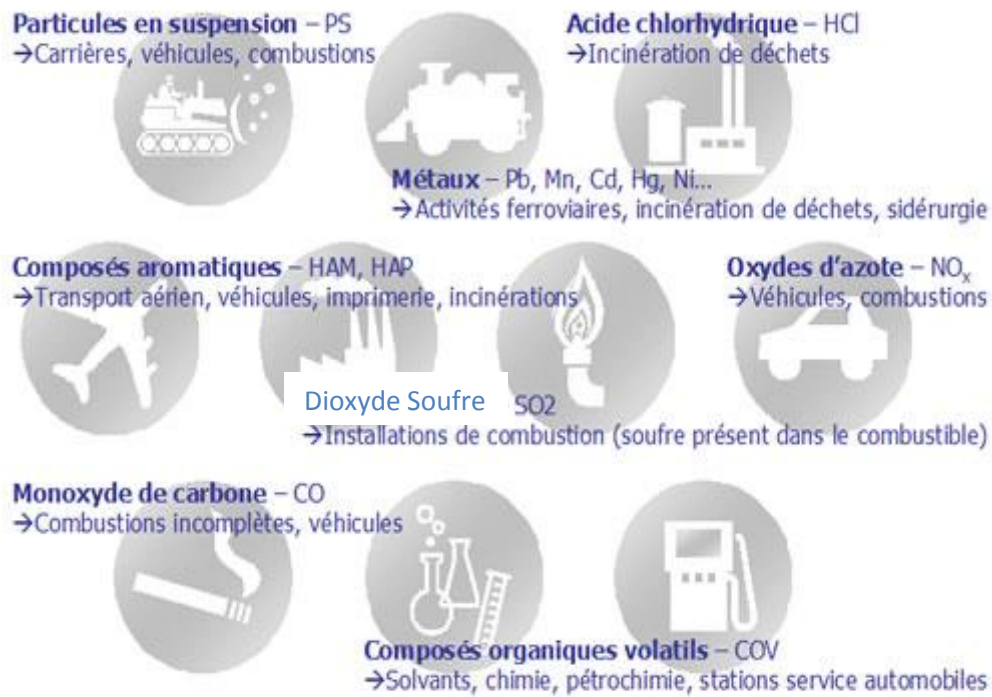 Particules en suspension – PS
→Carrières, véhicules, combustions
Acide chlorhydrique – HCl
→Incinération de déchets
Métaux – Pb, Mn, Cd, Hg, Ni...
→Activités ferroviaires, incinération de déchets, sidérurgie
Composés aromatiques – HAM, HAP
→Transport aérien, véhicules, imprimerie, incinérations
Oxydes d'azote – NOx
→Véhicules, combustions
Dioxyde Soufre SO2
→Installations de combustion (soufre présent dans le combustible)
Monoxyde de carbone – CO
→Combustions incomplètes, véhicules
Composés organiques volatils – COV
→Solvants, chimie, pétrochimie, stations service automobiles